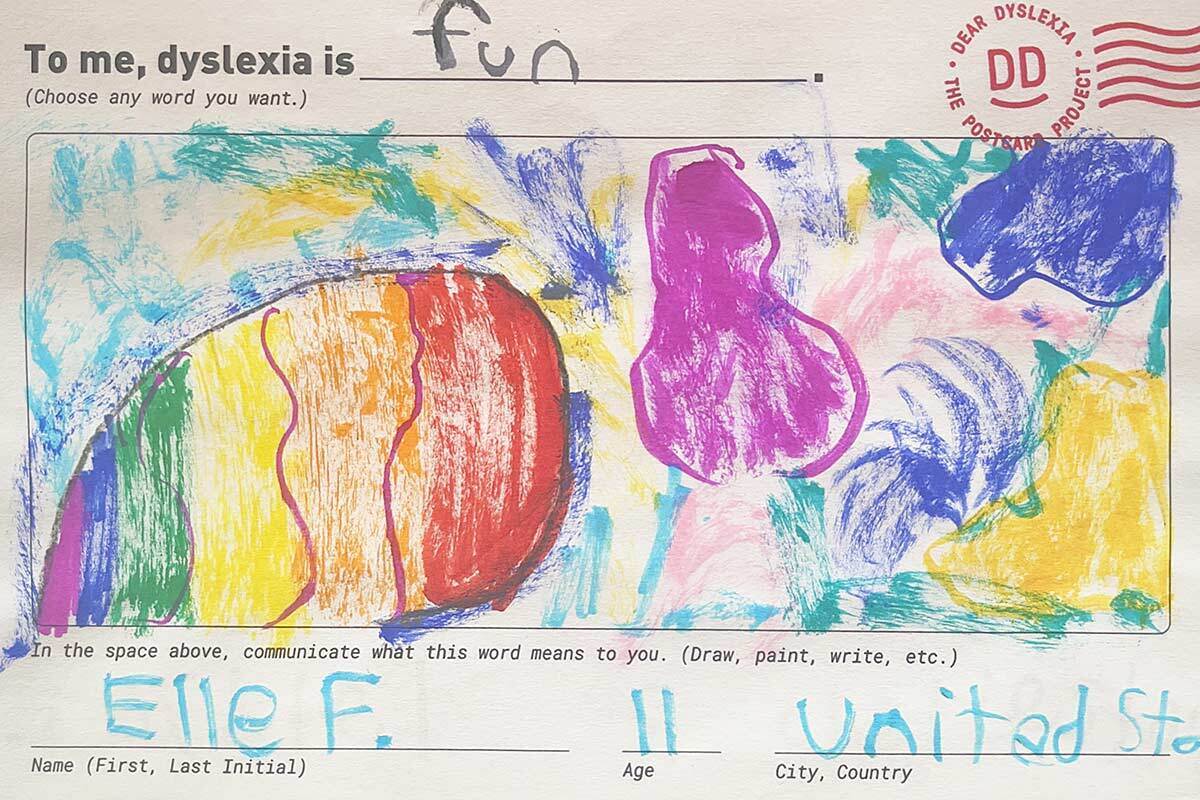 To me, dyslexia is fun.
(Choose any word you want.)
DEAR DYSLEXIA
DD
THE POSTCARD PROJECT
In the space above, communicate what this word means to you. (Draw, paint, write, etc.)
Elle F. 11 United Sta
Name (First, Last Initial) Age City, Country